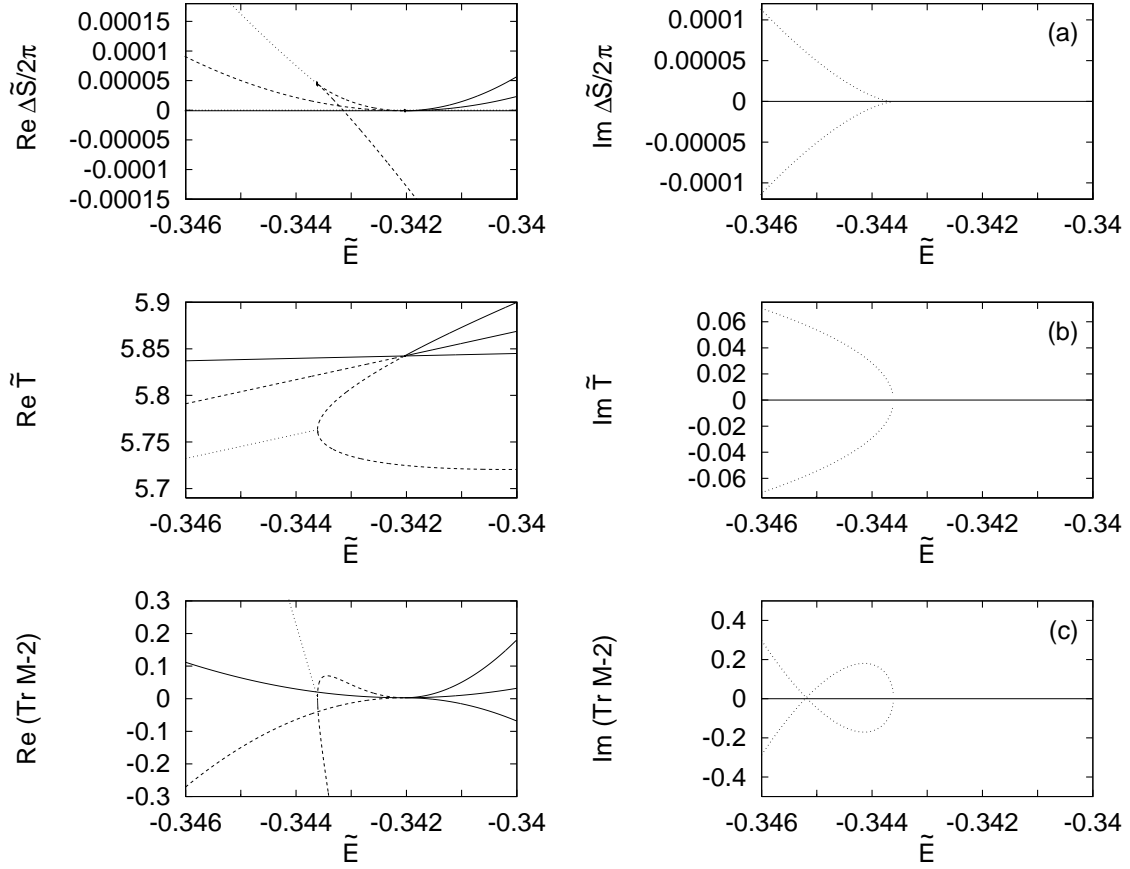 Re ΔS̃/2π
0.00015
0.0001
0.00005
0
-0.00005
-0.0001
-0.00015
-0.346 -0.344 -0.342 -0.34
Ẽ
Im ΔS̃/2π
0.0001
0.00005
0
-0.00005
-0.0001
(a)
-0.346 -0.344 -0.342 -0.34
Ẽ
Re T̃
5.9
5.85
5.8
5.75
5.7
-0.346 -0.344 -0.342 -0.34
Ẽ
Im T̃
0.06
0.04
0.02
0
-0.02
-0.04
-0.06
(b)
-0.346 -0.344 -0.342 -0.34
Ẽ
Re (Tr M-2)
0.3
0.2
0.1
0
-0.1
-0.2
-0.3
-0.346 -0.344 -0.342 -0.34
Ẽ
Im (Tr M-2)
0.4
0.2
0
-0.2
-0.4
(c)
-0.346 -0.344 -0.342 -0.34
Ẽ